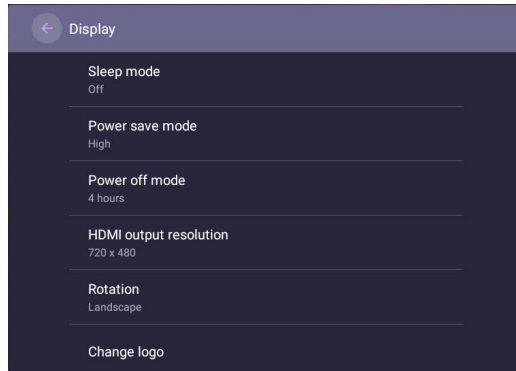 Display
Sleep mode
Off
Power save mode
High
Power off mode
4 hours
HDMI output resolution
720 x 480
Rotation
Landscape
Change logo